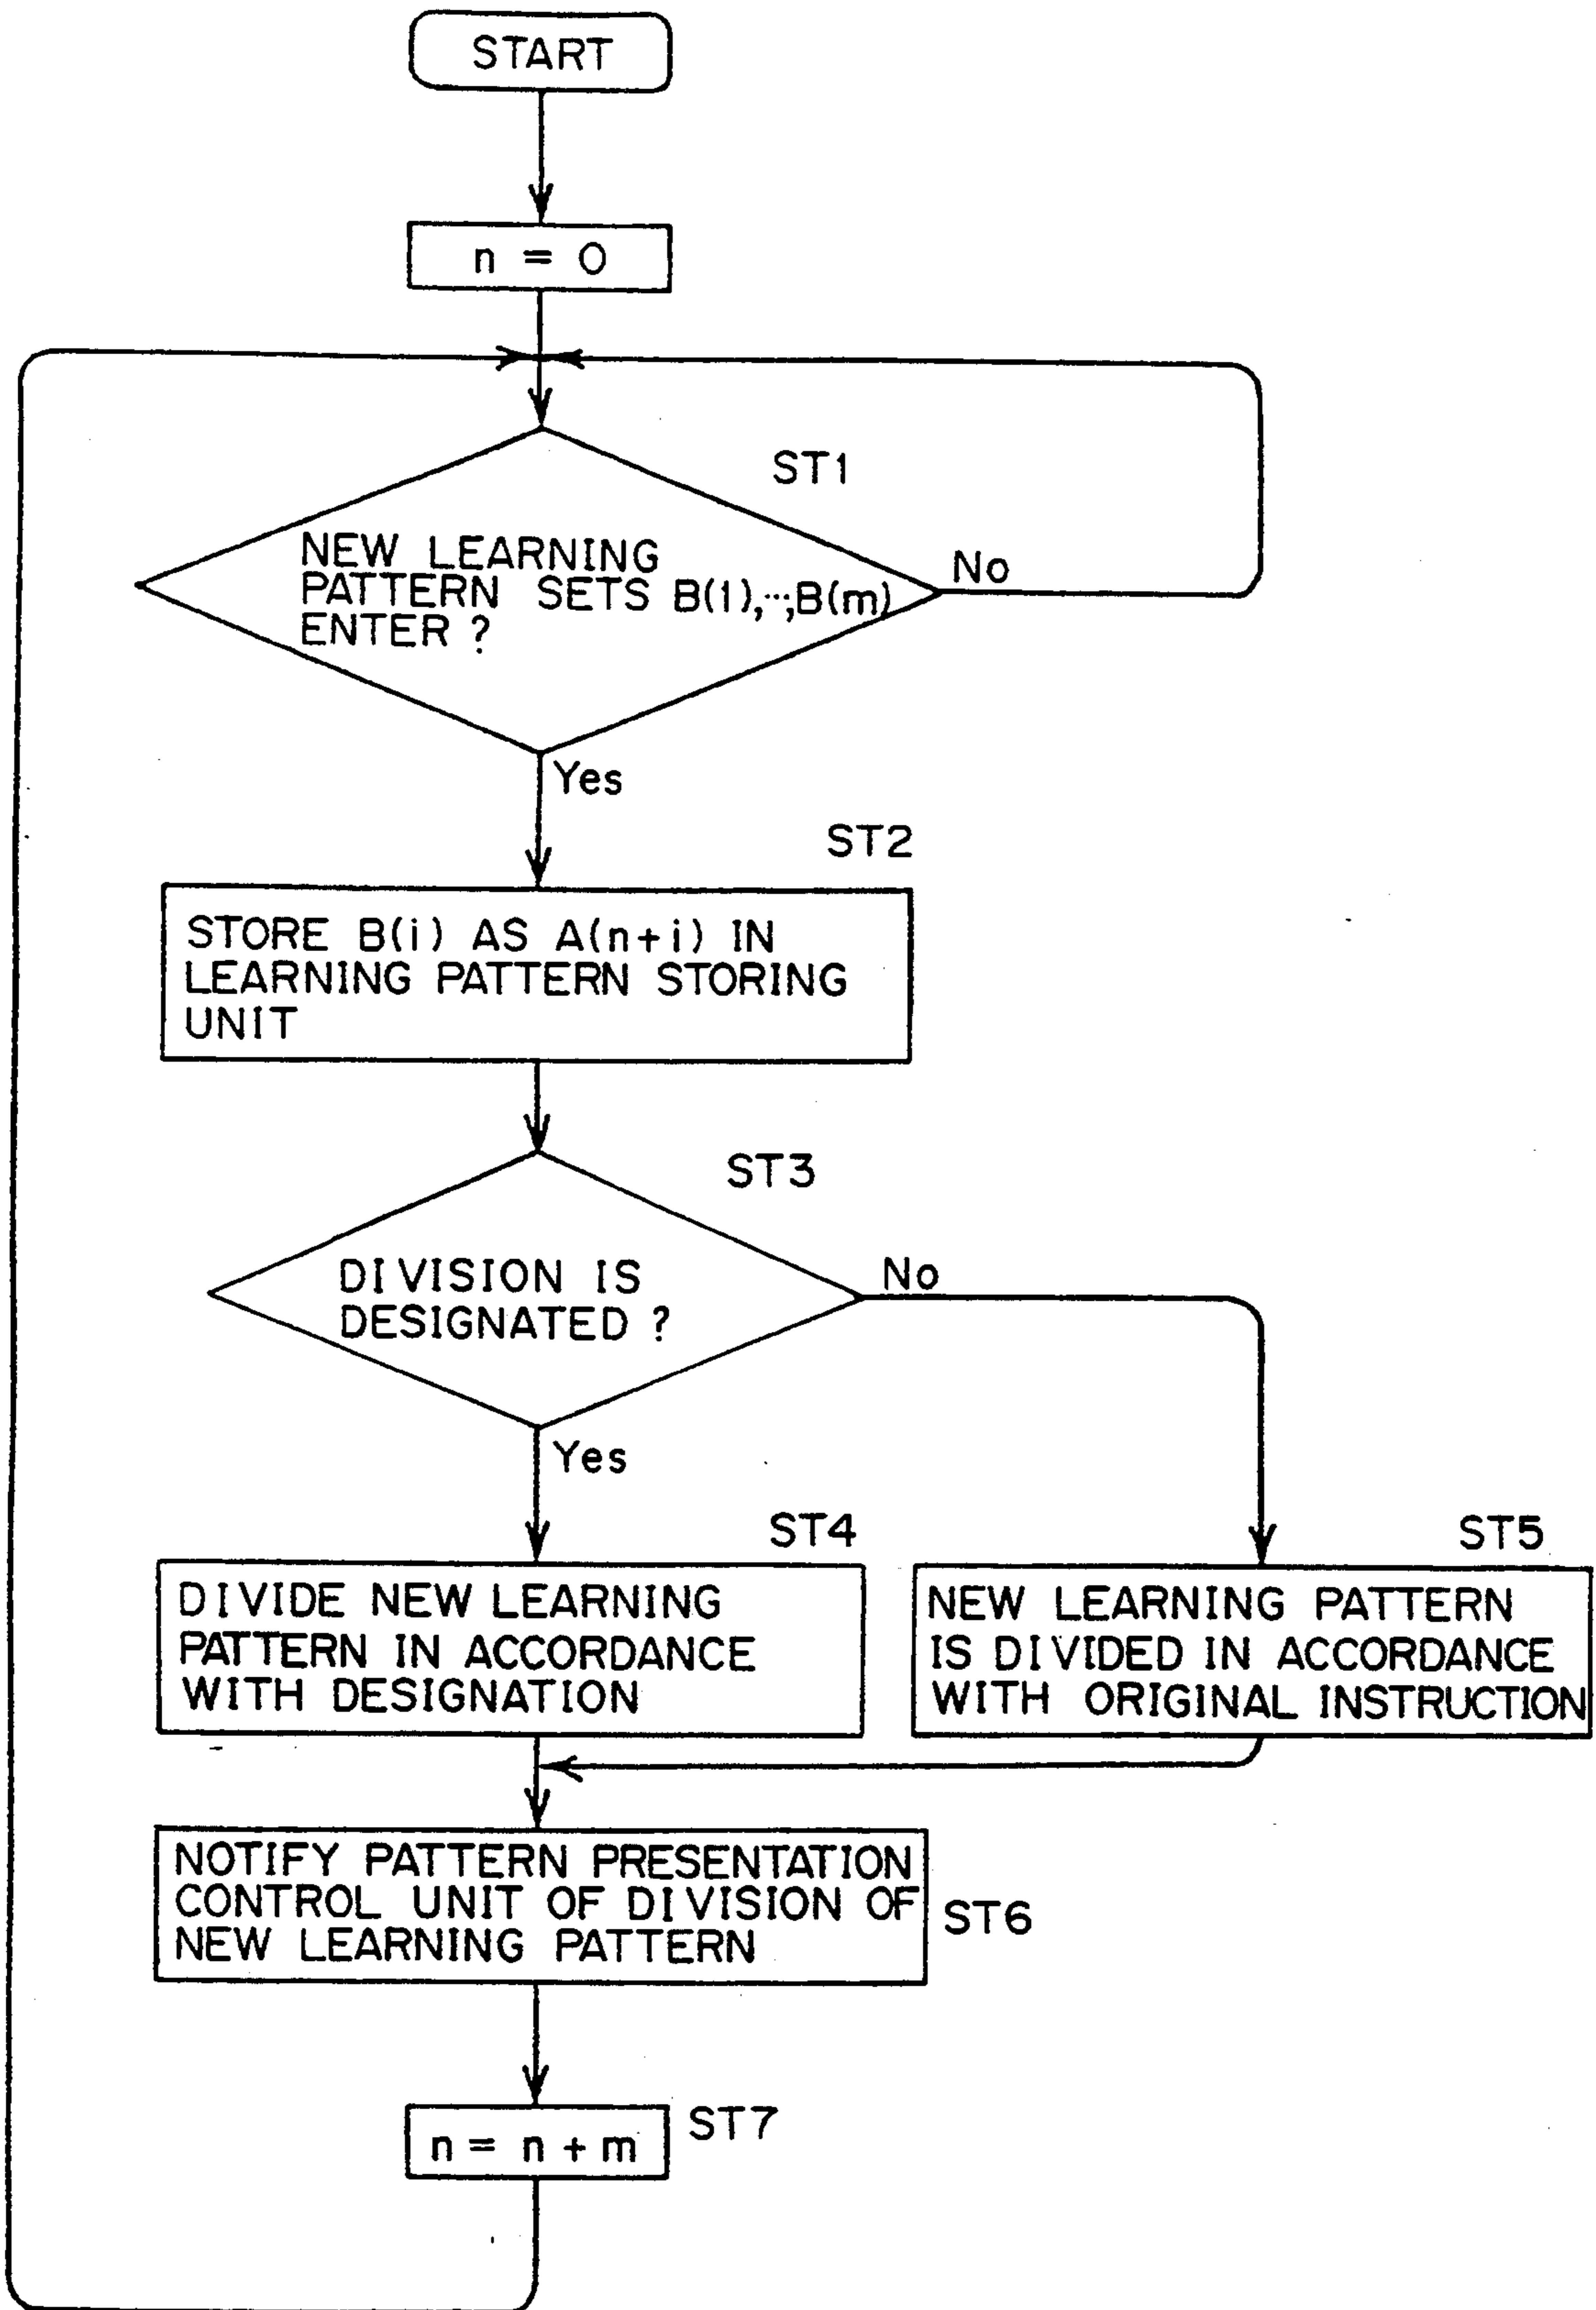 START
n = 0
ST1
NEW LEARNING
PATTERN SETS B(1),···,B(m)
ENTER ?
No
Yes
ST2
STORE B(i) AS A(n+i) IN
LEARNING PATTERN STORING
UNIT
ST3
DIVISION IS
DESIGNATED ?
No
Yes
ST4
DIVIDE NEW LEARNING
PATTERN IN ACCORDANCE
WITH DESIGNATION
ST5
NEW LEARNING PATTERN
IS DIVIDED IN ACCORDANCE
WITH ORIGINAL INSTRUCTION
NOTIFY PATTERN PRESENTATION
CONTROL UNIT OF DIVISION OF
NEW LEARNING PATTERN
ST6
n = n + m
ST7